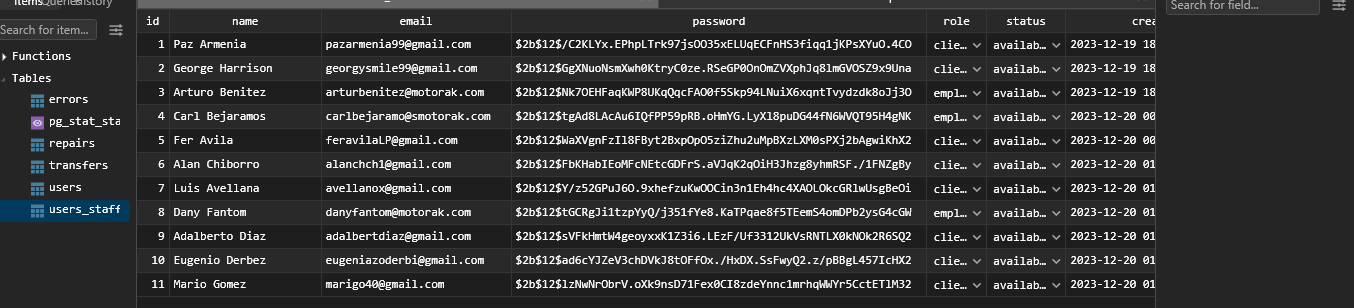 Items Queries History
Search for item...
Functions
Tables
errors
pg_stat_sta
repairs
transfers
users
users_staff
id name email password role status crea
1 Paz Armenia pazarmenia99@gmail.com $2b$12$/C2KLYx.EPhpLTrk97jsOO35xELUqECFnHS3fiqq1jKPsXYuO.4CO clie… availab… 2023-12-19 18
2 George Harrison georgysmile99@gmail.com $2b$12$GgXNuoNsmXwh0KtryC0ze.RSeGP0OnOmZVXphJq8lmGVOSZ9x9Una clie… availab… 2023-12-19 18
3 Arturo Benitez arturbenitez@motorak.com $2b$12$Nk7OEHFaqKWP8UKqQqcFAO0f5Skp94LNuiX6xqntTvydzdk8oJj3O empl… availab… 2023-12-19 18
4 Carl Bejaramos carlbejaramo@smotorak.com $2b$12$tgAd8LAcAu6IQfPP59pRB.oHmYG.LyXl8puDG44fN6WVQT95H4gNK empl… availab… 2023-12-20 00
5 Fer Avila feravilaLP@gmail.com $2b$12$WaXVgnFzIl8FByt2BxpOpO5ziZhu2uMpBXzLXM0sPXj2bAgwiKhX2 clie… availab… 2023-12-20 00
6 Alan Chiborro alanchch1@gmail.com $2b$12$FbKHabIEoMFcNEtcGDFrS.aVJqK2qOiH3Jhzg8yhmRSF./1FNZgBy clie… availab… 2023-12-20 01
7 Luis Avellana avellanox@gmail.com $2b$12$Y/z52GPuJ6O.9xhefzuKwOOCin3n1Eh4hc4XAOLOkcGRlwUsgBeOi clie… availab… 2023-12-20 01
8 Dany Fantom danyfantom@motorak.com $2b$12$tGCRgJi1tzpYyQ/j351fYe8.KaTPqae8f5TEemS4omDPb2ysG4cGW empl… availab… 2023-12-20 01
9 Adalberto Diaz adalbertdiaz@gmail.com $2b$12$sVFkHmtW4geoyxxK1Z3i6.LEzF/Uf3312UkVsRNTLX0kNOk2R6SQ2 clie… availab… 2023-12-20 01
10 Eugenio Derbez eugeniazoderbi@gmail.com $2b$12$ad6cYJZeV3chDVkJ8tOFfOx./HxDX.SsFwyQ2.z/pBBgL457IcHX2 clie… availab… 2023-12-20 01
11 Mario Gomez marigo40@gmail.com $2b$12$lzNwNrObrV.oXk9nsD71Fex0CI8zdeYnnc1mrhqWWYr5CctETlM32 clie… availab… 2023-12-20 01
Search for field...